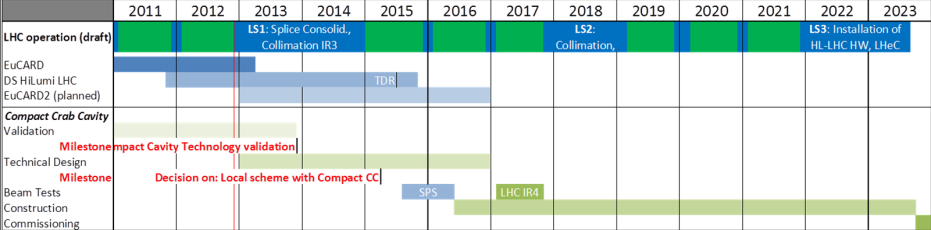 2011 2012 2013 2014 2015 2016 2017 2018 2019 2020 2021 2022 2023
LHC operation (draft) LS1: Splice Consolid., LS2: LS3: Installation of
Collimation IR3 Collimation, HL-LHC HW, LHeC
EuCARD
DS HiLumi LHC TDR
EuCARD2 (planned)
Compact Crab Cavity
Validation
Milestone mpact Cavity Technology validation
Technical Design
Milestone Decision on: Local scheme with Compact CC
Beam Tests SPS LHC IR4
Construction
Commissioning